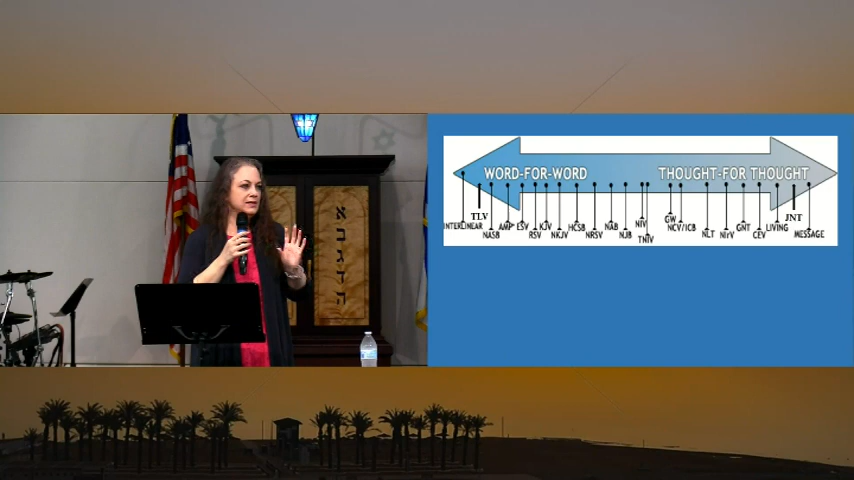 א
ב
ג
ד
ה
WORD-FOR-WORD THOUGHT-FOR THOUGHT
INTERLINEAR TLV NASB AMP ESV RSV KJV NKJV HCSB NRSV NAB NJB NIV TNIV GW NCV/ICB NLT NIrV GNT CEV LIVING JNT MESSAGE